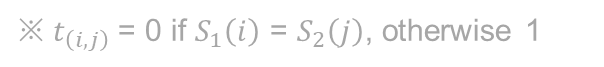 ※ t₍ᵢ,ⱼ₎ = 0 if S₁(i) = S₂(j), otherwise 1